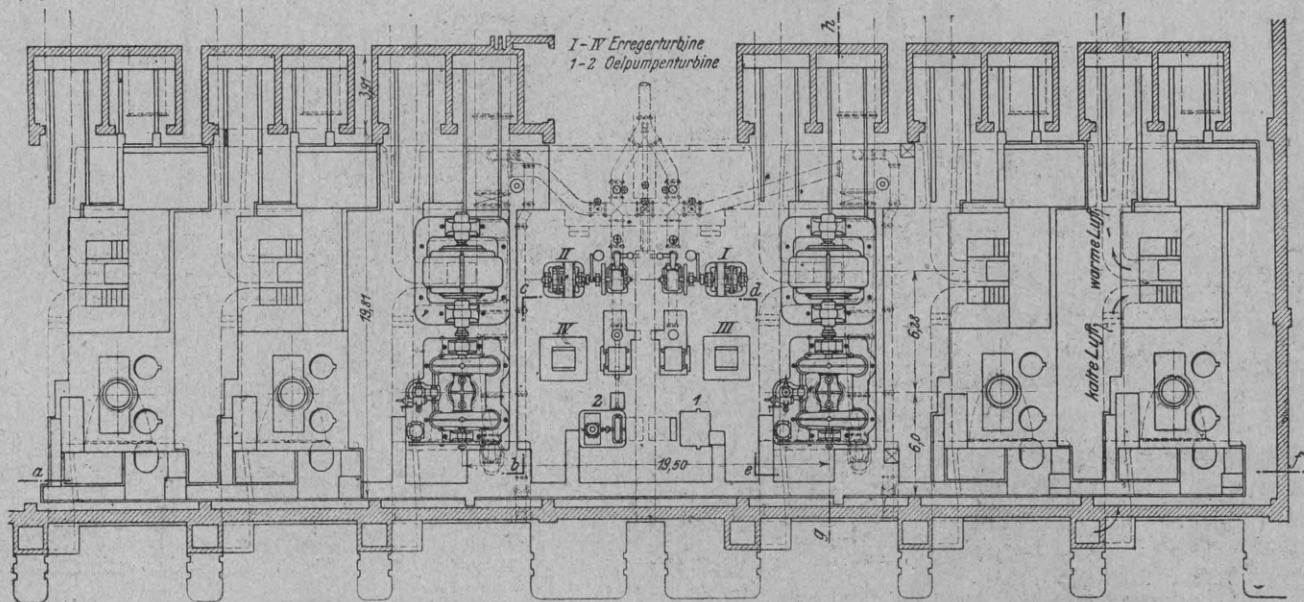 h
I-IV Erregerturbine
1-2 Oelpumpenturbine
3,91
II
I
warme Luft
c
d
19,81
6,28
IV
III
kalte Luft
2
1
6,0
a
b
19,50
e
f
g